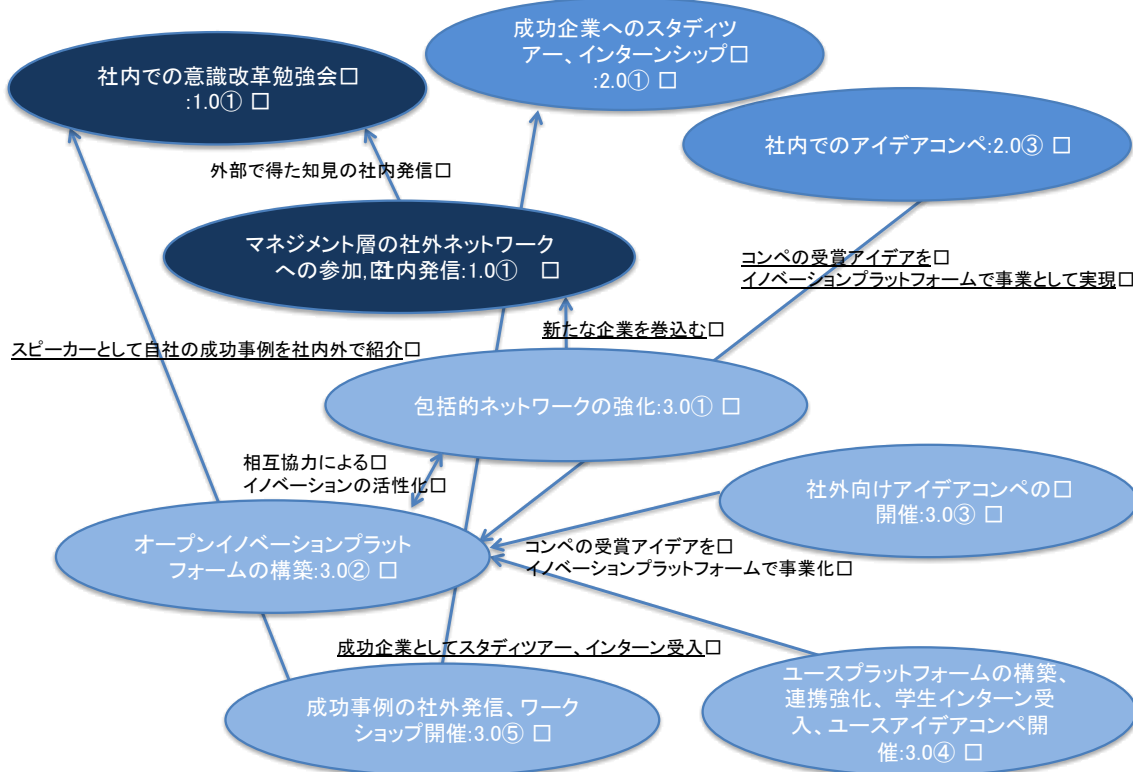 成功企業へのスタディツ
アー、インターンシップ□
:2.0① □
社内での意識改革勉強会□
:1.0① □
社内でのアイデアコンペ:2.0③ □
外部で得た知見の社内発信□
マネジメント層の社外ネットワーク
への参加,□社内発信:1.0① □
コンペの受賞アイデアを□
イノベーションプラットフォームで事業として実現□
新たな企業を巻込む□
スピーカーとして自社の成功事例を社内外で紹介□
包括的ネットワークの強化:3.0① □
相互協力による□
イノベーションの活性化□
社外向けアイデアコンペの□
開催:3.0③ □
オープンイノベーションプラット
フォームの構築:3.0② □
コンペの受賞アイデアを□
イノベーションプラットフォームで事業化□
成功企業としてスタディツアー、インターン受入□
ユースプラットフォームの構築、
連携強化、学生インターン受
入、ユースアイデアコンペ開
催:3.0④ □
成功事例の社外発信、ワーク
ショップ開催:3.0⑤ □